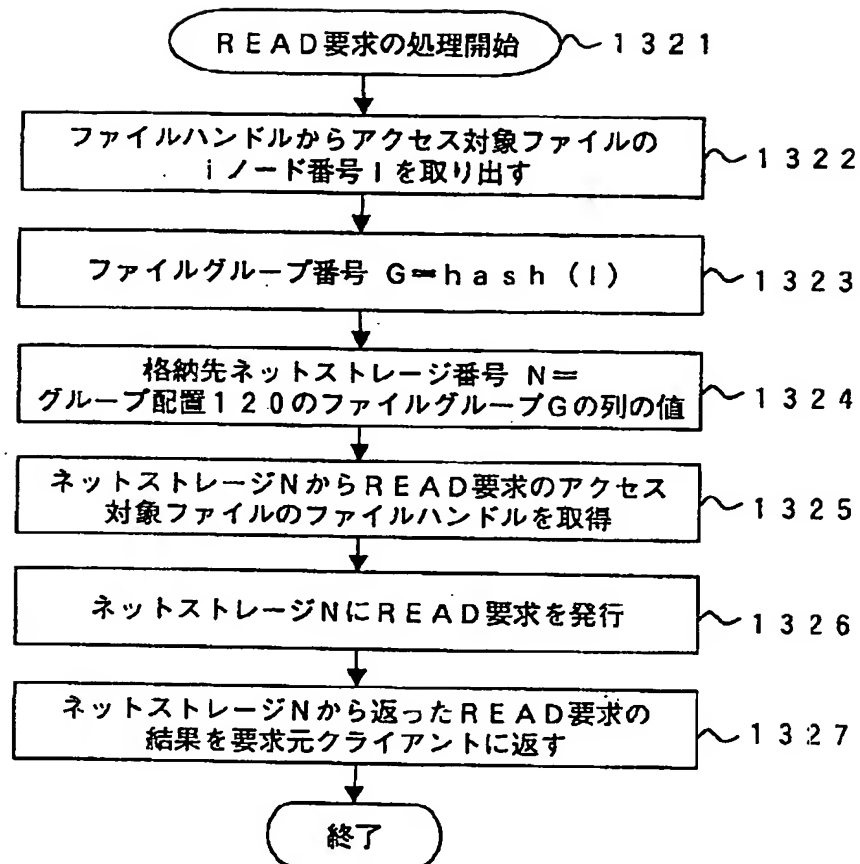 READ要求の処理開始 1321
ファイルハンドルからアクセス対象ファイルの
iノード番号Iを取り出す 1322
ファイルグループ番号 G=hash(I) 1323
格納先ネットストレージ番号 N=
グループ配置120のファイルグループGの列の値 1324
ネットストレージNからREAD要求のアクセス
対象ファイルのファイルハンドルを取得 1325
ネットストレージNにREAD要求を発行 1326
ネットストレージNから返ったREAD要求の
結果を要求元クライアントに返す 1327
終了